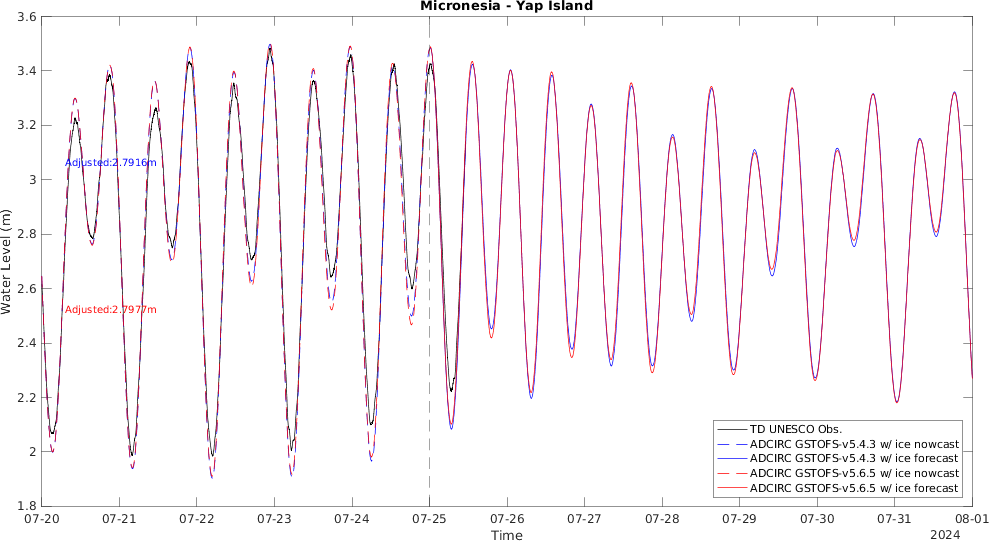 Micronesia - Yap Island
3.6
3.4
3.2
3
2.8
2.6
2.4
2.2
2
1.8
Water Level (m)
Adjusted:2.7916m
Adjusted:2.7977m
TD UNESCO Obs.
ADCIRC GSTOFS-v5.4.3 w/ ice nowcast
ADCIRC GSTOFS-v5.4.3 w/ ice forecast
ADCIRC GSTOFS-v5.6.5 w/ ice nowcast
ADCIRC GSTOFS-v5.6.5 w/ ice forecast
07-20 07-21 07-22 07-23 07-24 07-25 07-26 07-27 07-28 07-29 07-30 07-31 08-01
Time
2024